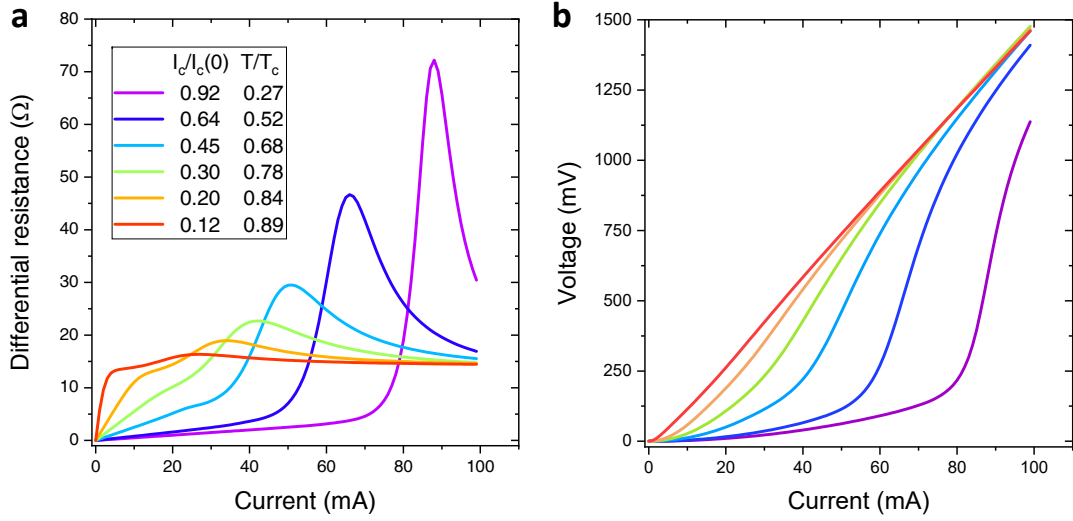 a
80
70
60
50
40
30
20
10
0
Differential resistance (Ω)
I_c/I_c(0) T/T_c
0.92 0.27
0.64 0.52
0.45 0.68
0.30 0.78
0.20 0.84
0.12 0.89
0 20 40 60 80 100
Current (mA)
b
1500
1250
1000
750
500
250
0
Voltage (mV)
0 20 40 60 80 100
Current (mA)